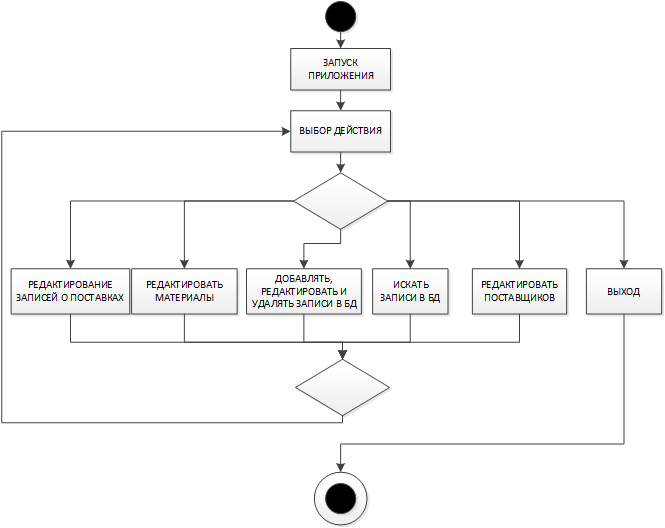 ЗАПУСК
ПРИЛОЖЕНИЯ
ВЫБОР ДЕЙСТВИЯ
РЕДАКТИРОВАНИЕ
ЗАПИСЕЙ О ПОСТАВКАХ
РЕДАКТИРОВАТЬ
МАТЕРИАЛЫ
ДОБАВЛЯТЬ,
РЕДАКТИРОВАТЬ И
УДАЛЯТЬ ЗАПИСИ В БД
ИСКАТЬ
ЗАПИСИ В БД
РЕДАКТИРОВАТЬ
ПОСТАВЩИКОВ
ВЫХОД